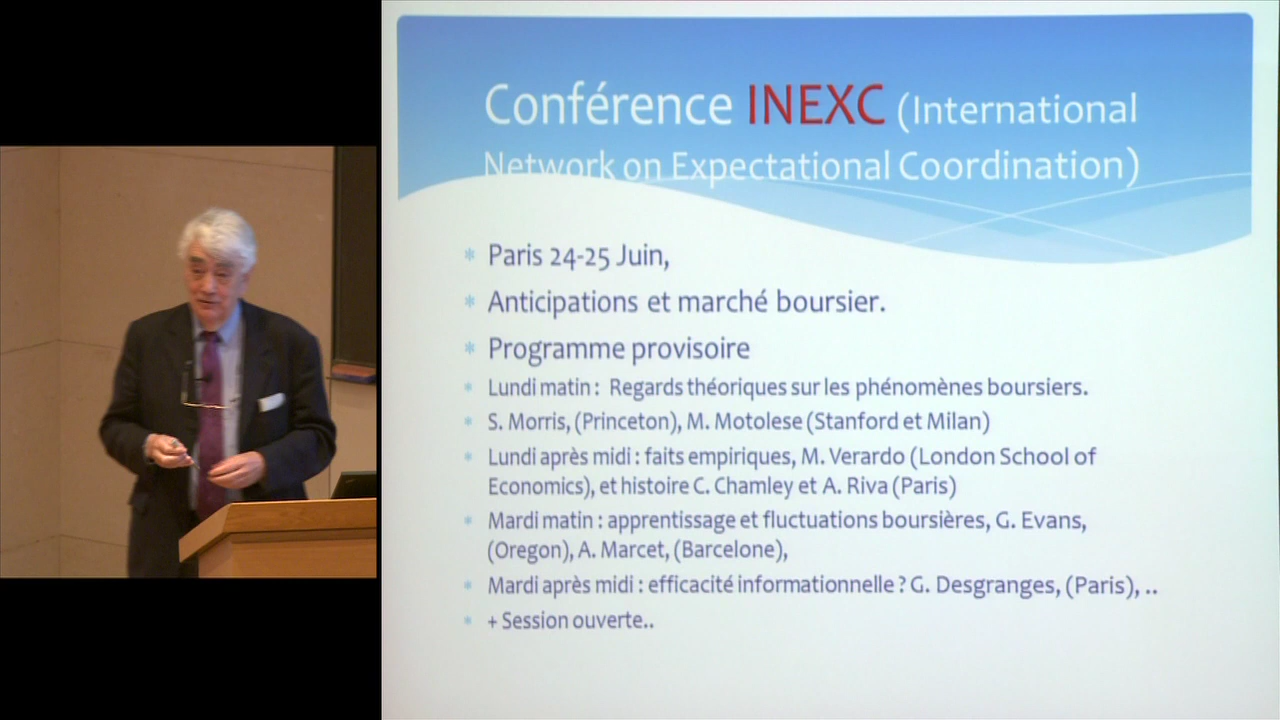 Conférence INEXC (International
Network on Expectational Coordination)
Paris 24-25 Juin,
Anticipations et marché boursier.
Programme provisoire
Lundi matin : Regards théoriques sur les phénomènes boursiers.
S. Morris, (Princeton), M. Motolese (Stanford et Milan)
Lundi après midi : faits empiriques, M. Verardo (London School of
Economics), et histoire C. Chamley et A. Riva (Paris)
Mardi matin : apprentissage et fluctuations boursières, G. Evans,
(Oregon), A. Marcet, (Barcelone),
Mardi après midi : efficacité informationnelle ? G. Desgranges, (Paris), ..
+ Session ouverte..